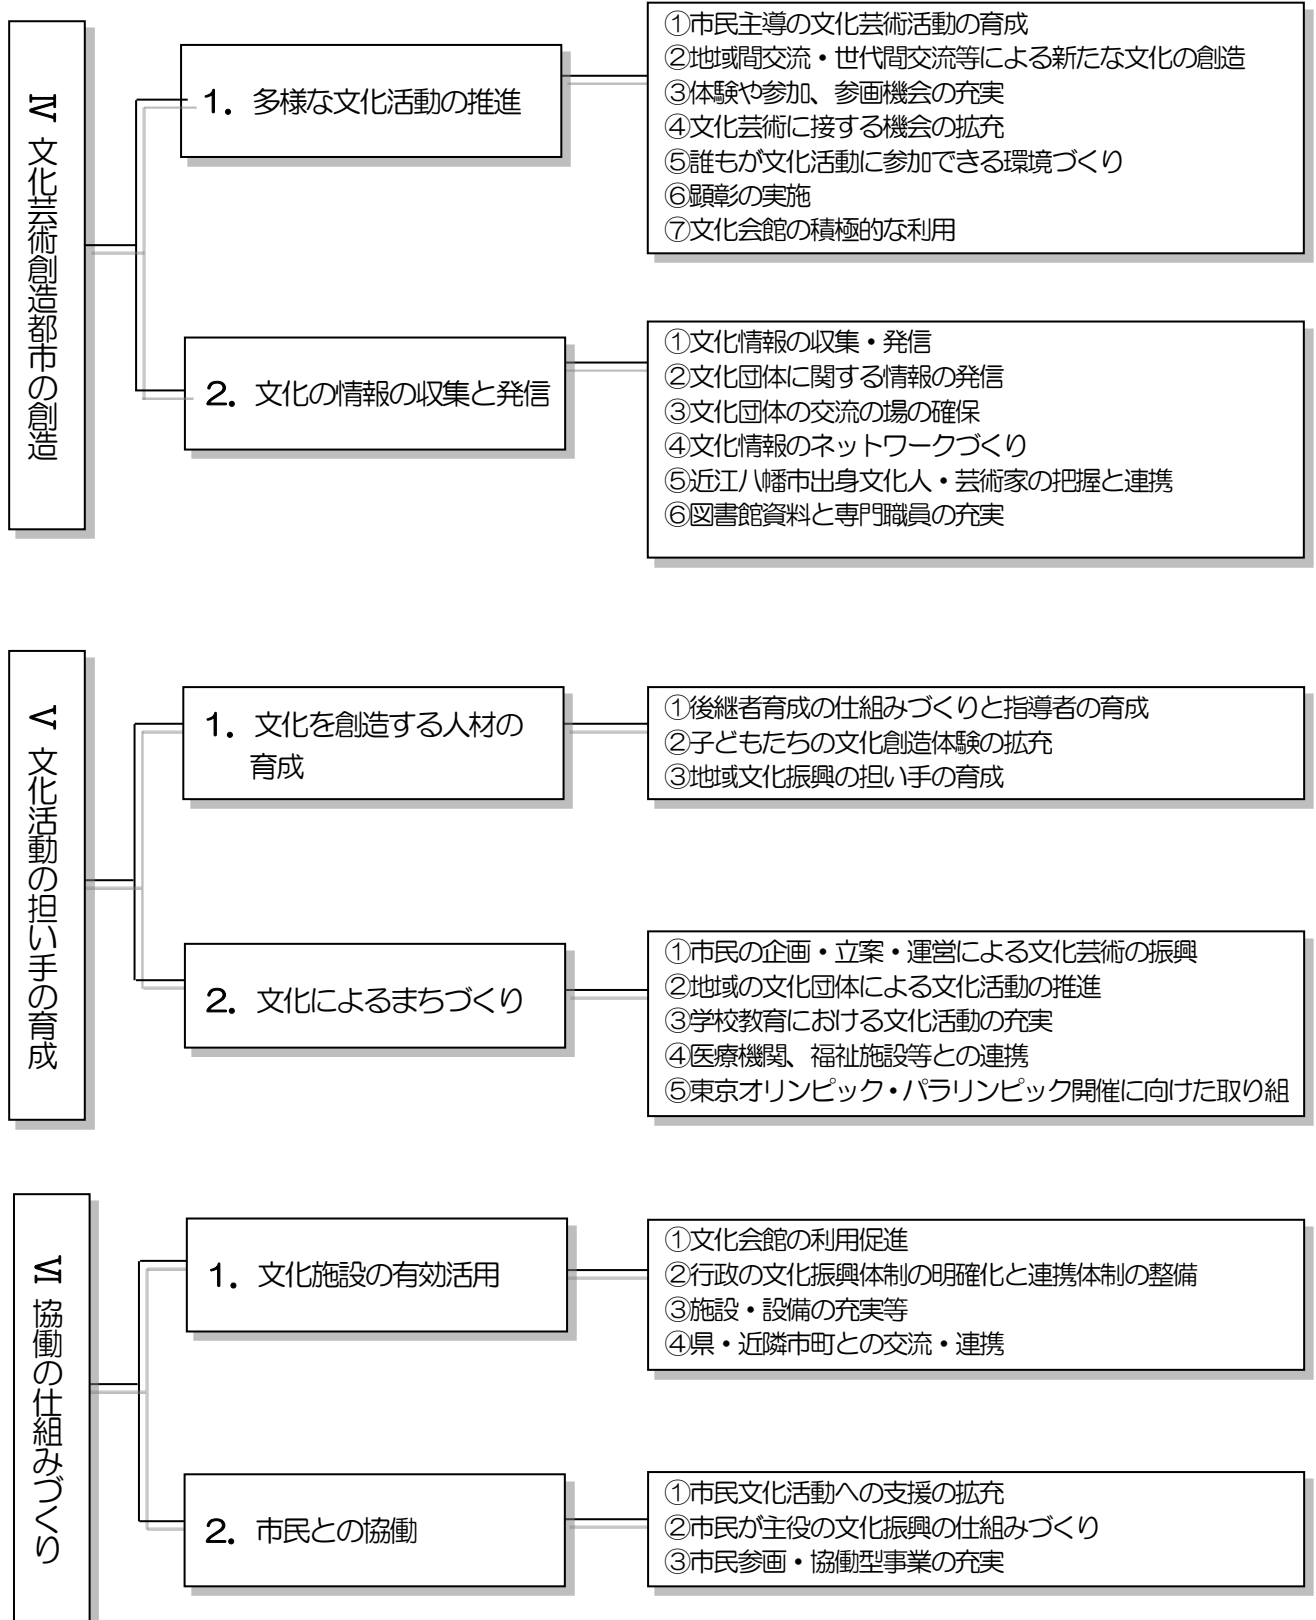 Ⅳ 文化芸術創造都市の創造
1．多様な文化活動の推進
①市民主導の文化芸術活動の育成
②地域間交流・世代間交流等による新たな文化の創造
③体験や参加、参画機会の充実
④文化芸術に接する機会の拡充
⑤誰もが文化活動に参加できる環境づくり
⑥顕彰の実施
⑦文化会館の積極的な利用
2．文化の情報の収集と発信
①文化情報の収集・発信
②文化団体に関する情報の発信
③文化団体の交流の場の確保
④文化情報のネットワークづくり
⑤近江八幡市出身文化人・芸術家の把握と連携
⑥図書館資料と専門職員の充実
Ⅴ 文化活動の担い手の育成
1．文化を創造する人材の
育成
①後継者育成の仕組みづくりと指導者の育成
②子どもたちの文化創造体験の拡充
③地域文化振興の担い手の育成
2．文化によるまちづくり
①市民の企画・立案・運営による文化芸術の振興
②地域の文化団体による文化活動の推進
③学校教育における文化活動の充実
④医療機関、福祉施設等との連携
⑤東京オリンピック・パラリンピック開催に向けた取り組
Ⅵ 協働の仕組みづくり
1．文化施設の有効活用
①文化会館の利用促進
②行政の文化振興体制の明確化と連携体制の整備
③施設・設備の充実等
④県・近隣市町との交流・連携
2．市民との協働
①市民文化活動への支援の拡充
②市民が主役の文化振興の仕組みづくり
③市民参画・協働型事業の充実